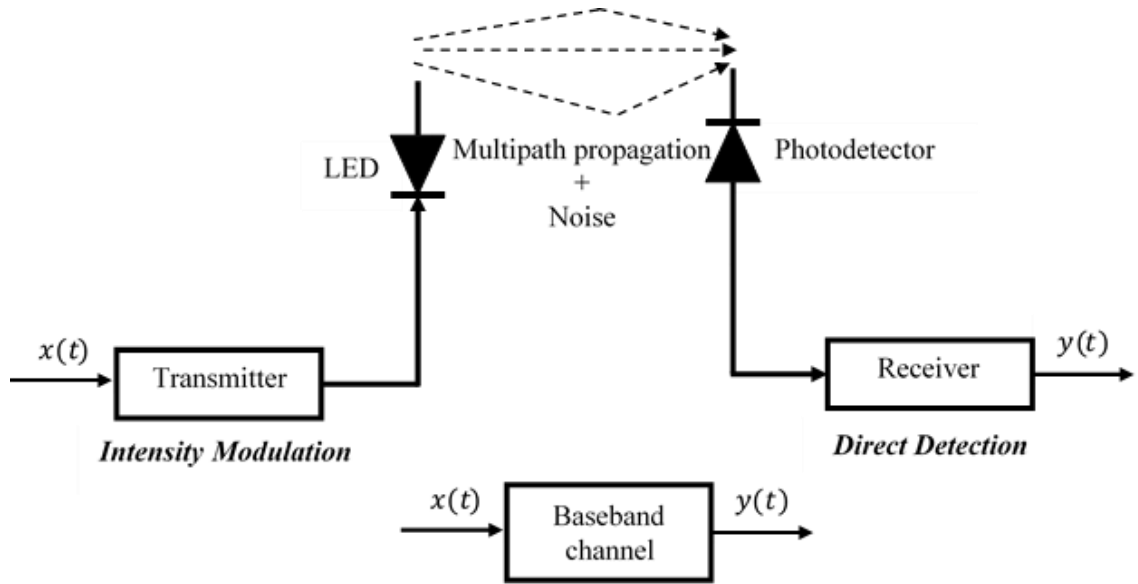 LED
Multipath propagation
+
Noise
Photodetector
x(t)
Transmitter
Intensity Modulation
Receiver
y(t)
Direct Detection
x(t)
Baseband
channel
y(t)